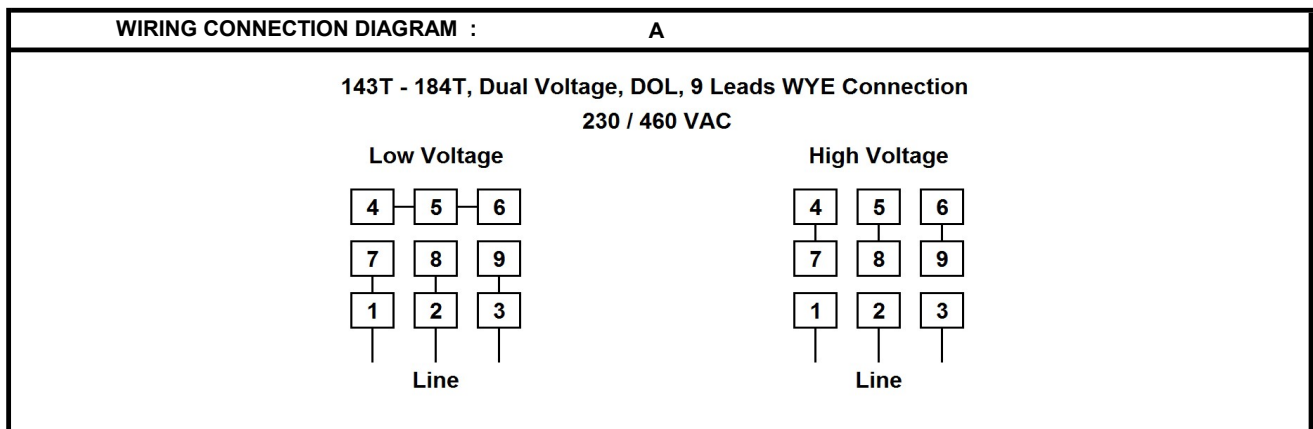 WIRING CONNECTION DIAGRAM : A
143T - 184T, Dual Voltage, DOL, 9 Leads WYE Connection
230 / 460 VAC
Low Voltage
4 5 6
7 8 9
1 2 3
Line
High Voltage
4 5 6
7 8 9
1 2 3
Line